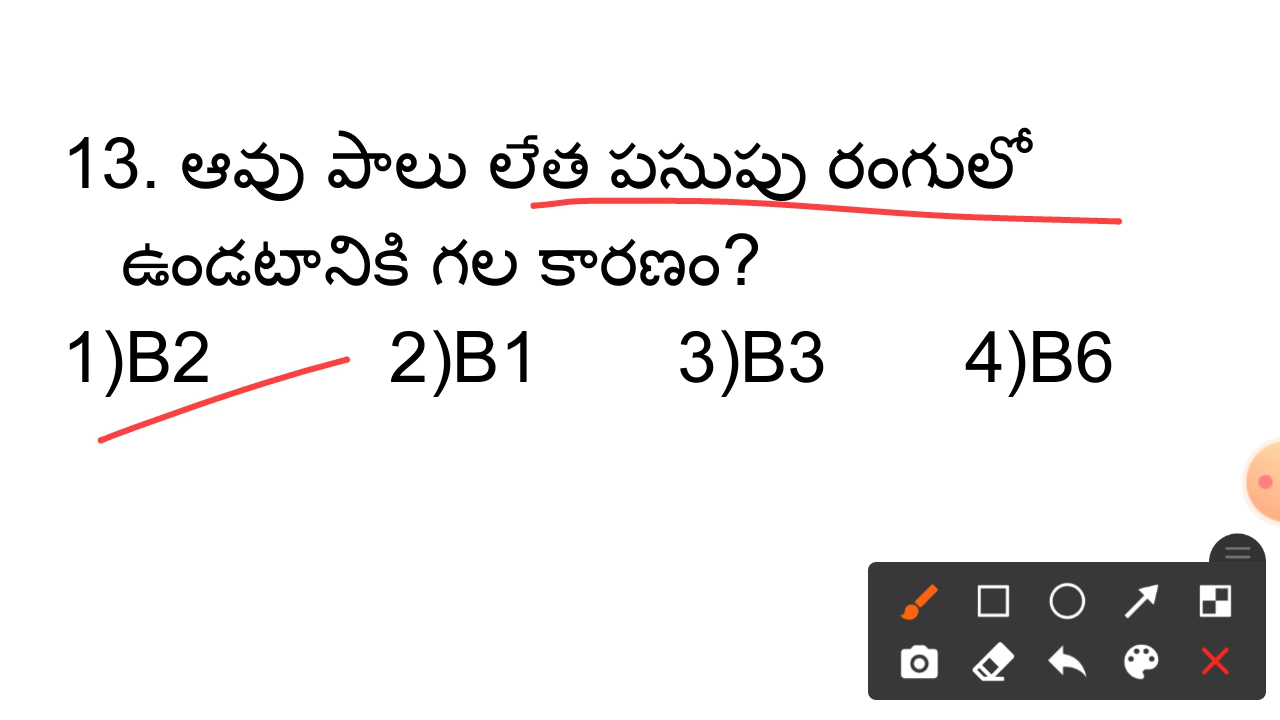 13. ఆవు పాలు లేత పసుపు రంగులో
ఉండటానికి గల కారణం?
1)B2 2)B1 3)B3 4)B6